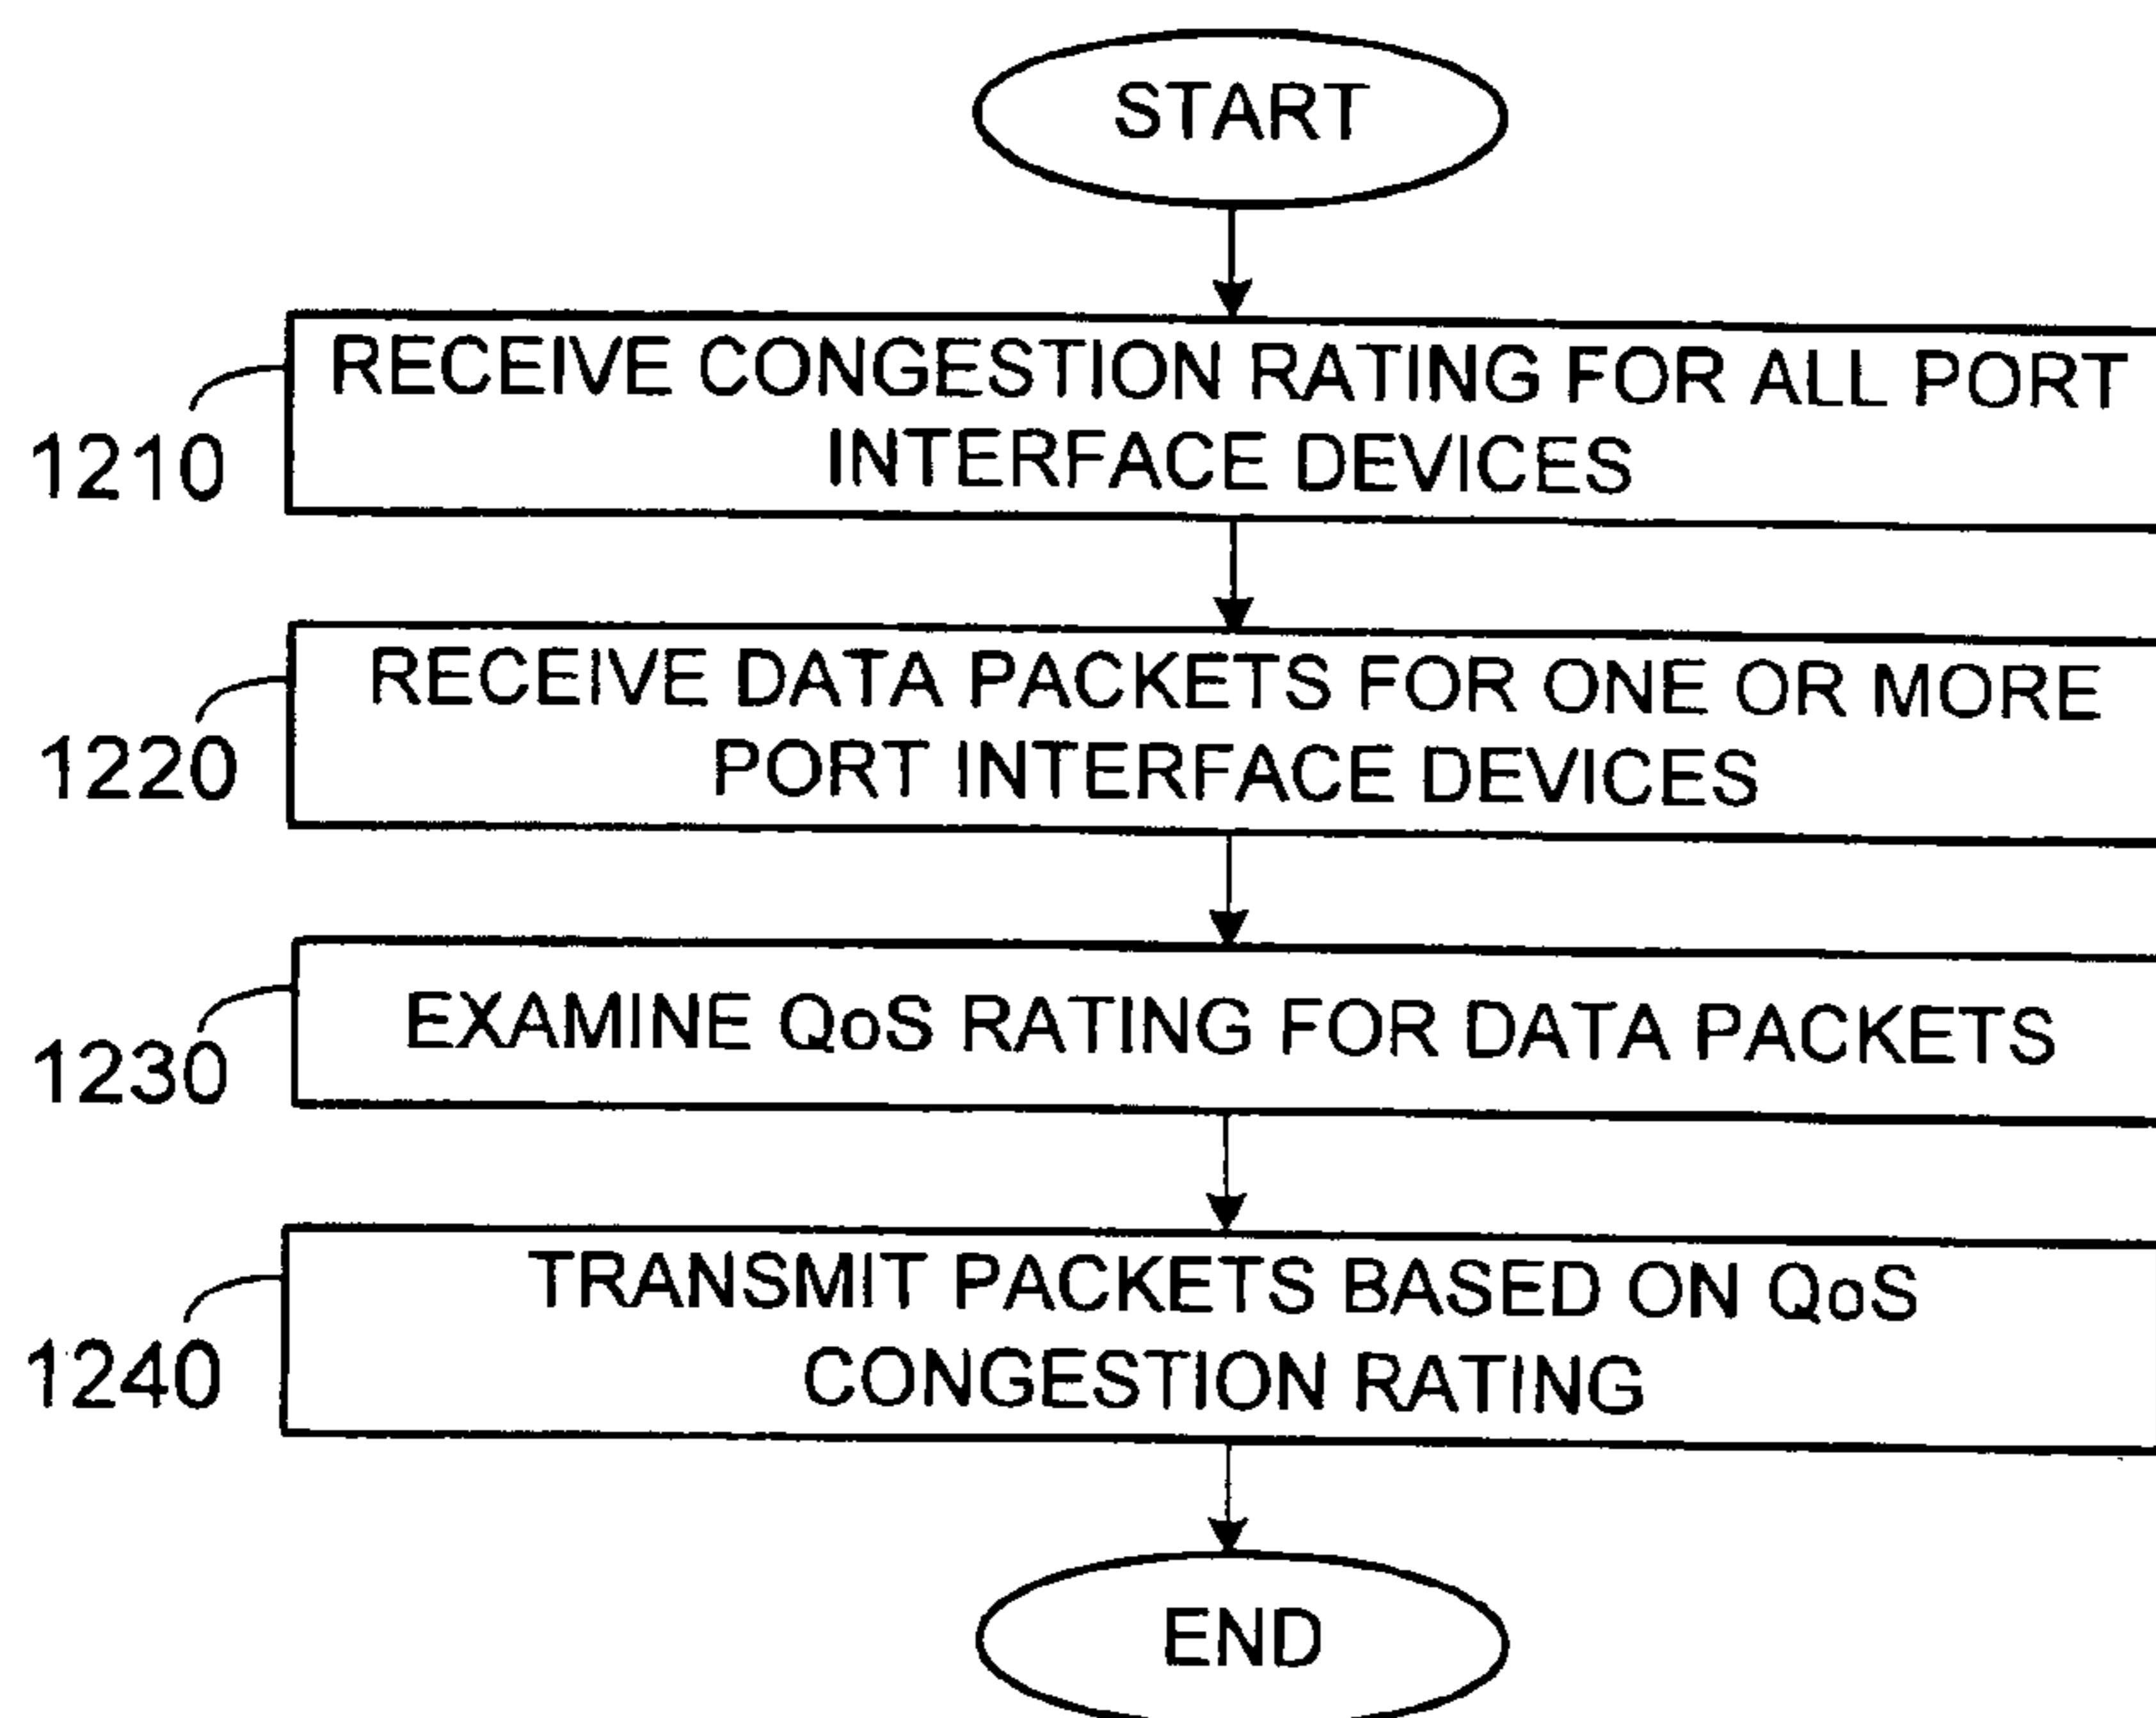 START
RECEIVE CONGESTION RATING FOR ALL PORT
INTERFACE DEVICES
1210
RECEIVE DATA PACKETS FOR ONE OR MORE
PORT INTERFACE DEVICES
1220
EXAMINE QoS RATING FOR DATA PACKETS
1230
TRANSMIT PACKETS BASED ON QoS
CONGESTION RATING
1240
END